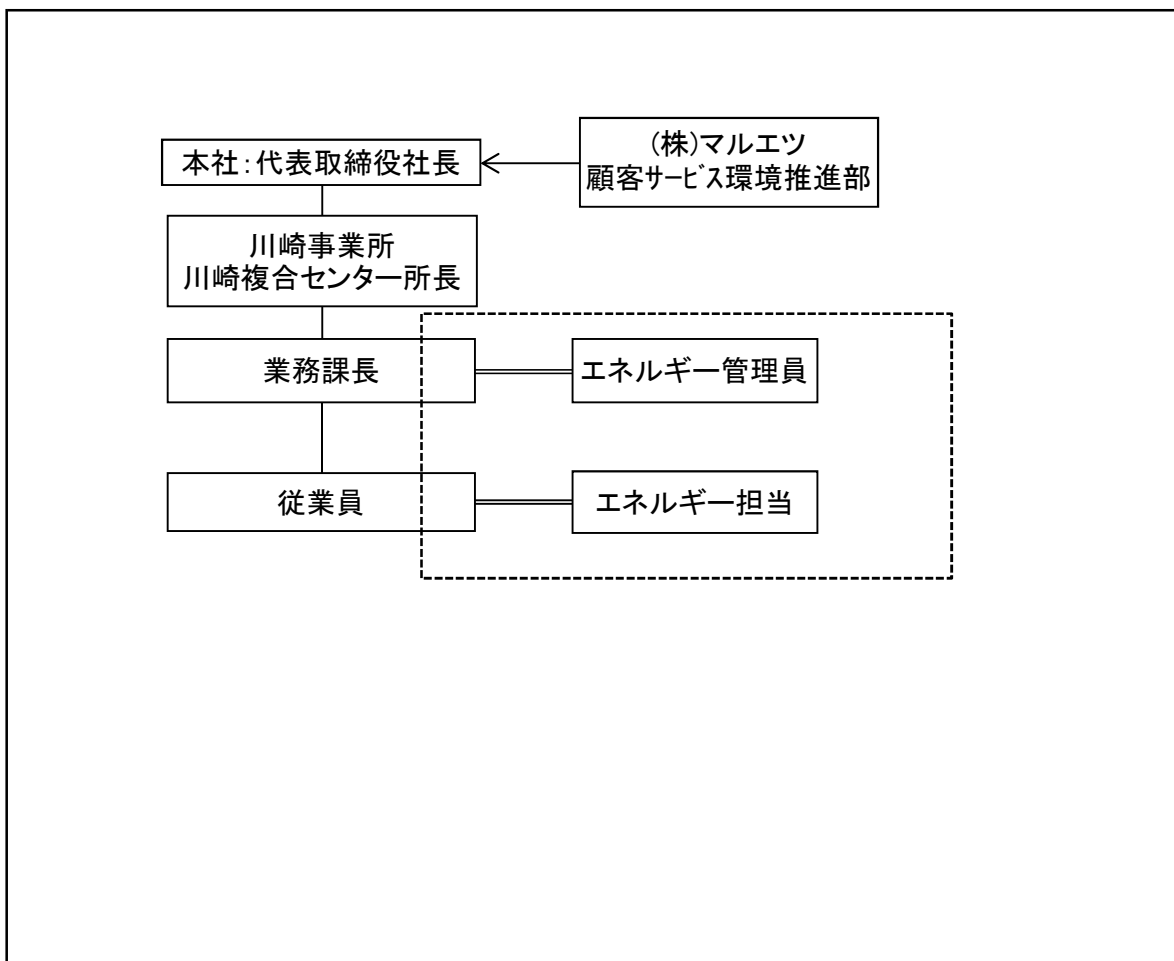 本社：代表取締役社長
(株)マルエツ
顧客ｻｰﾋﾞｽ環境推進部
川崎事業所
川崎複合センター所長
業務課長
エネルギー管理員
従業員
エネルギー担当